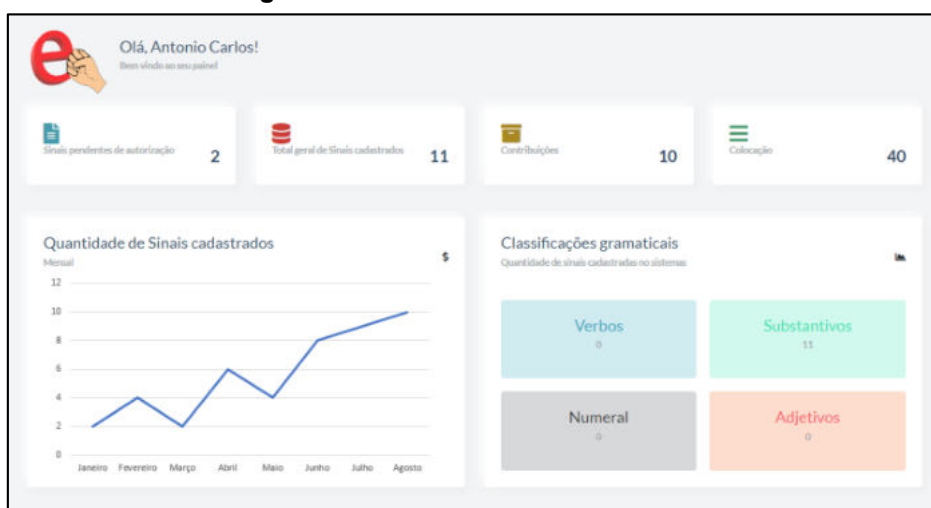 e
Olá, Antonio Carlos!
Bem vindo ao seu painel
Sinais pendentes de autorização
2
Total geral de Sinais cadastrados
11
Contribuições
10
Colocação
40
Quantidade de Sinais cadastrados
Mensal
$
12
10
8
6
4
2
0
Janeiro Fevereiro Março Abril Maio Junho Julho Agosto
Classificações gramaticais
Quantidade de sinais cadastradas no sistemas
Verbos
0
Substantivos
11
Numeral
0
Adjetivos
0